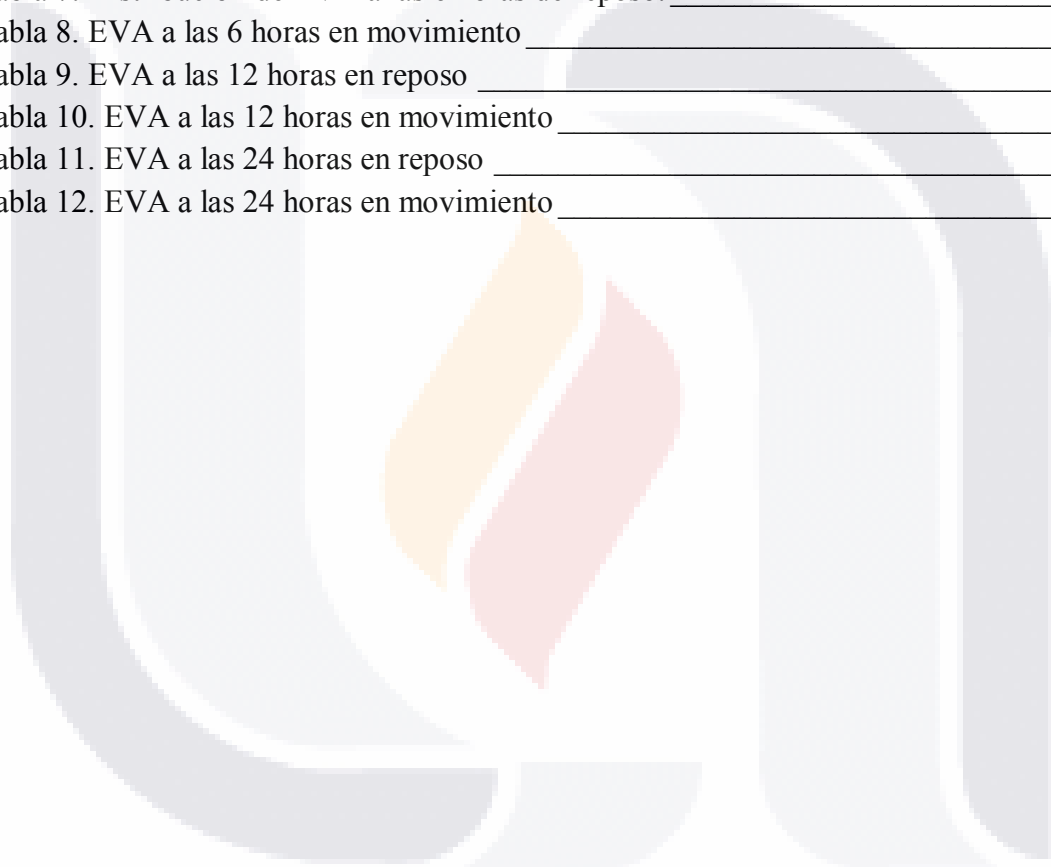 abla 8. EVA a las 6 horas en movimiento
abla 9. EVA a las 12 horas en reposo
abla 10. EVA a las 12 horas en movimiento
abla 11. EVA a las 24 horas en reposo
abla 12. EVA a las 24 horas en movimiento